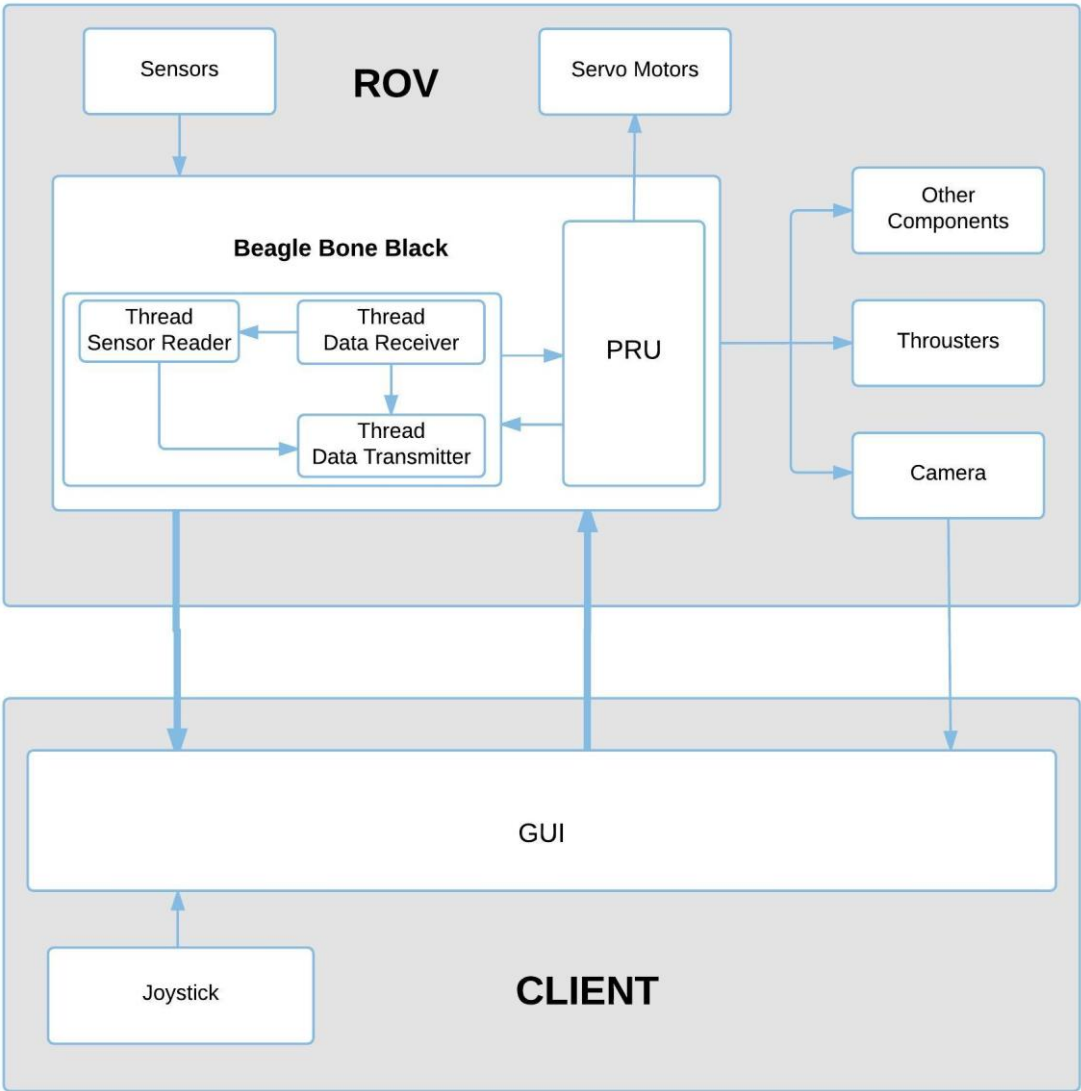 Sensors
ROV
Servo Motors
Other
Components
Beagle Bone Black
Thread
Sensor Reader
Thread
Data Receiver
PRU
Throusters
Thread
Data Transmitter
Camera
GUI
Joystick
CLIENT